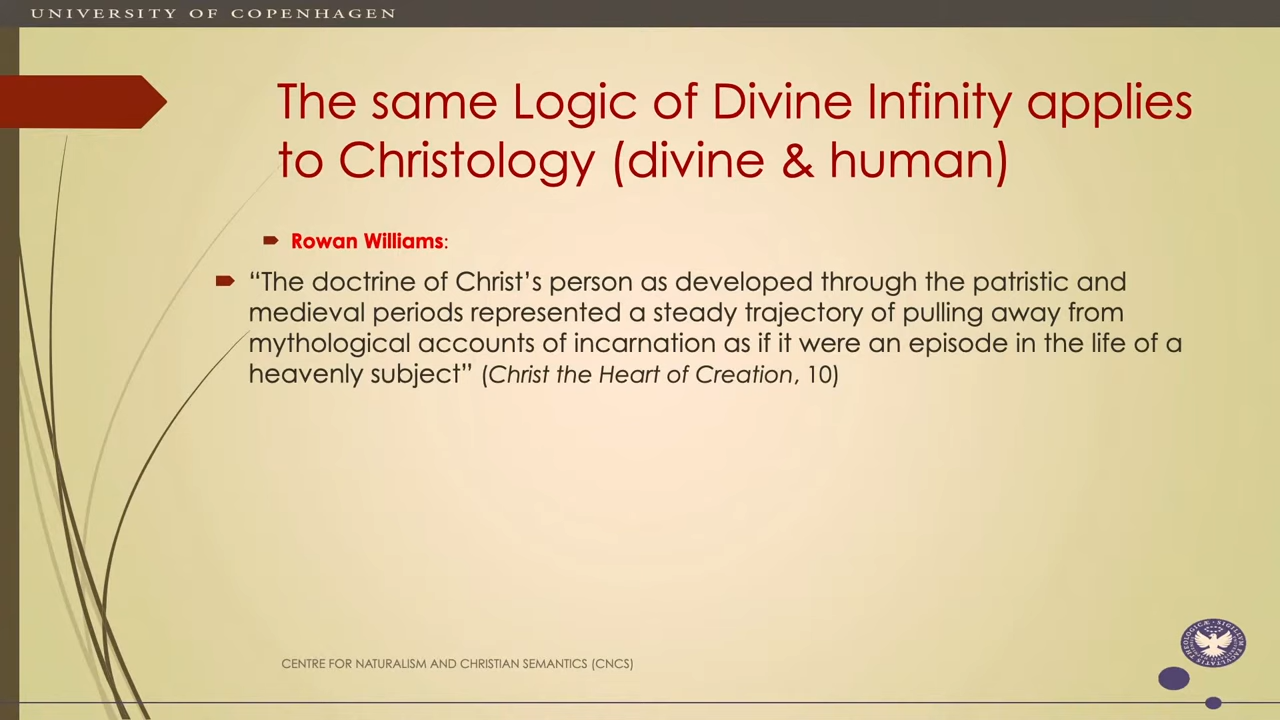 UNIVERSITY OF COPENHAGEN
The same Logic of Divine Infinity applies
to Christology (divine & human)
Rowan Williams:
“The doctrine of Christ’s person as developed through the patristic and
medieval periods represented a steady trajectory of pulling away from
mythological accounts of incarnation as if it were an episode in the life of a
heavenly subject” (Christ the Heart of Creation, 10)
CENTRE FOR NATURALISM AND CHRISTIAN SEMANTICS (CNCS)